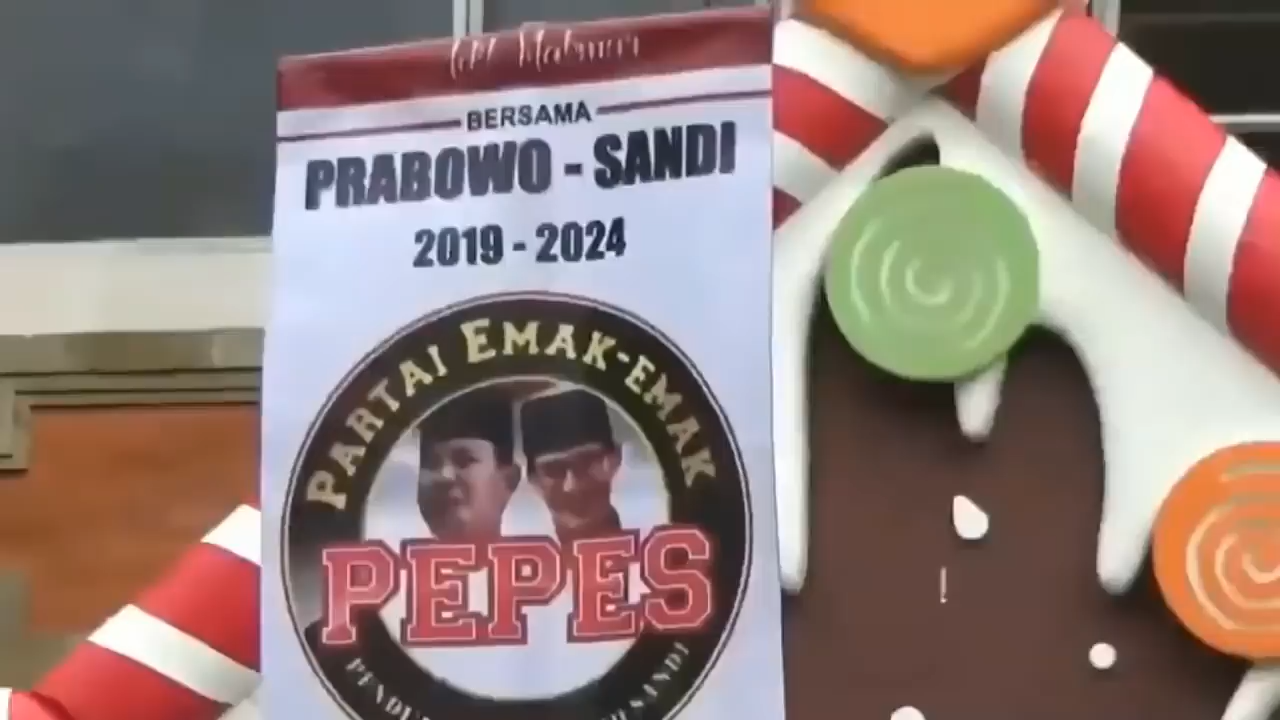 BERSAMA
PRABOWO - SANDI
2019 - 2024
PARTAI EMAK-EMAK
PEPES